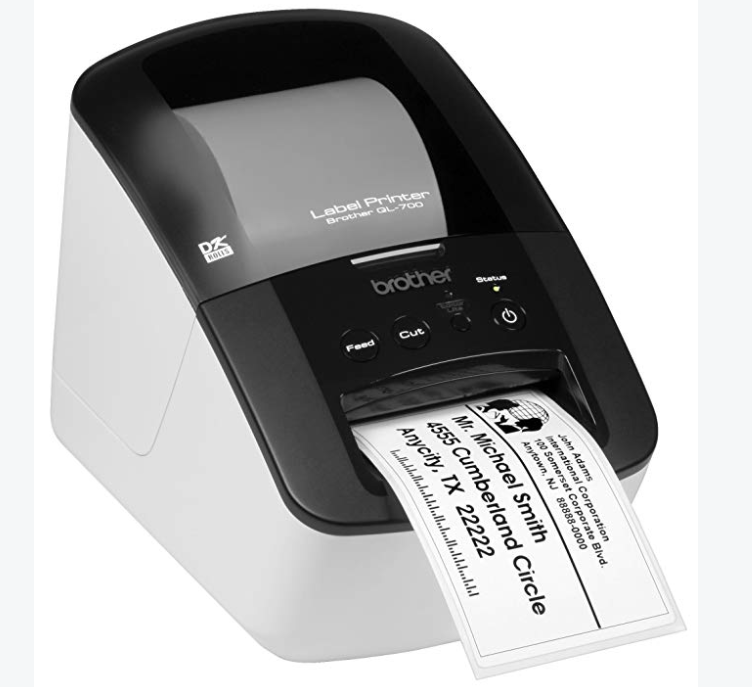 Label Printer
Brother QL-700
DK
ROLLS
brother
Status
Feed
Cut
John Adams
International Corporation
100 Somerset Corporate Blvd.
Anytown, NJ 88888-0000
Mr. Michael Smith
4555 Cumberland Circle
Anycity, TX 22222